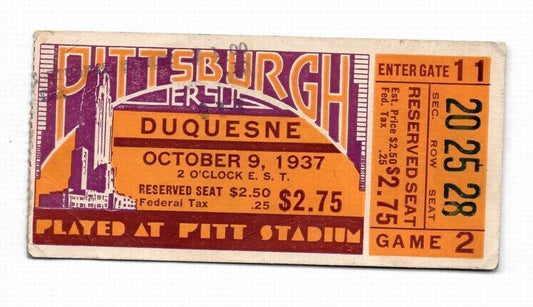 PITTSBURGH
VERSUS
DUQUESNE
OCTOBER 9, 1937
2 O'CLOCK E. S. T.
RESERVED SEAT $2.50
Federal Tax .25
$2.75
PLAYED AT PITT STADIUM
ENTER GATE 11
RESERVED SEAT
Est. Price $2.50
Fed. Tax .25
$2.75
SEC. ROW SEAT
20 25 28
GAME 2